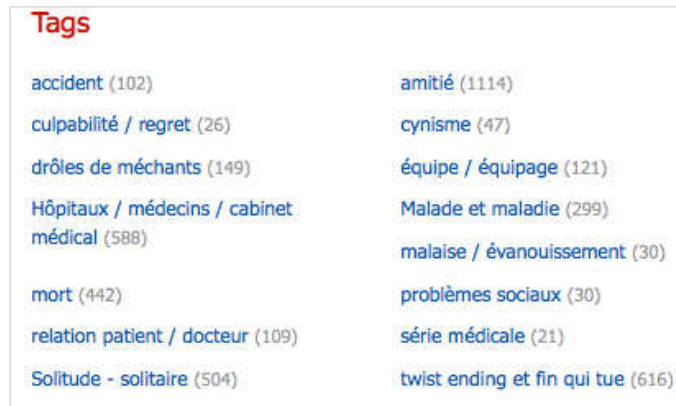 Tags
accident (102)
amitié (1114)
culpabilité / regret (26)
cynisme (47)
drôles de méchants (149)
équipe / équipage (121)
Hôpitaux / médecins / cabinet
médical (588)
Malade et maladie (299)
malaise / évanouissement (30)
mort (442)
problèmes sociaux (30)
relation patient / docteur (109)
série médicale (21)
Solitude - solitaire (504)
twist ending et fin qui tue (616)